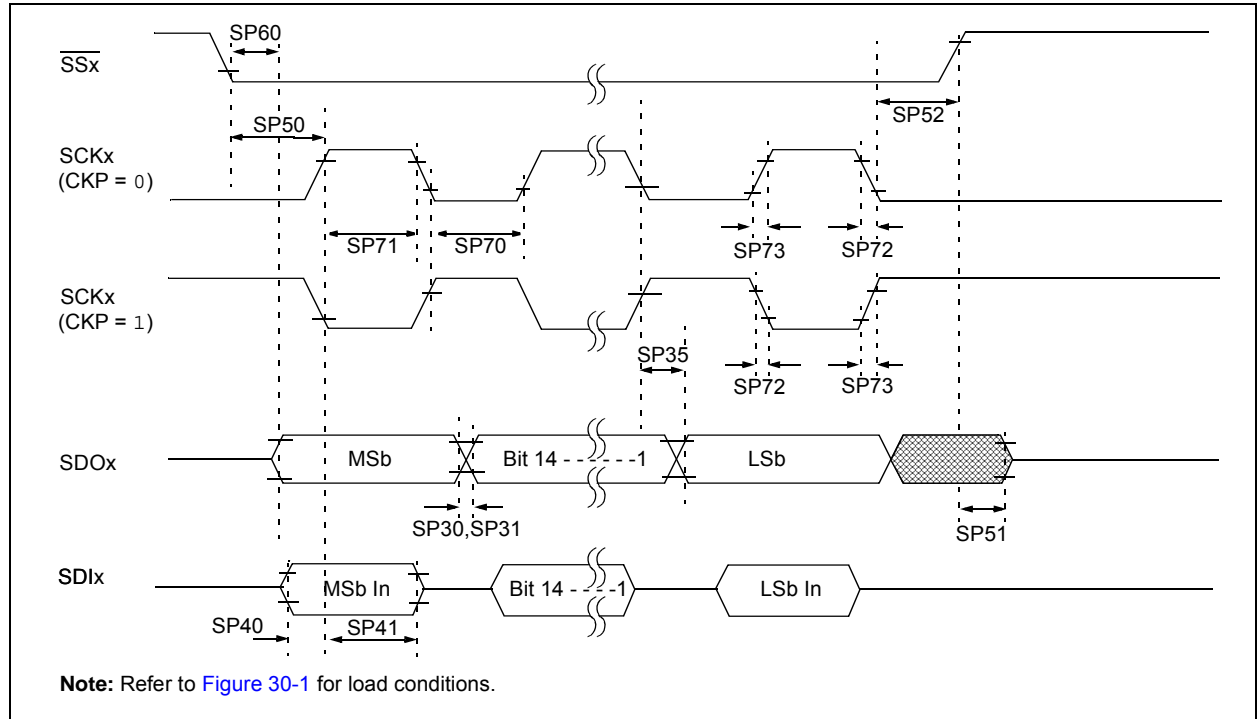 SP60
SSx
SP52
SP50
SCKx
(CKP = 0)
SP71
SP70
SP73
SP72
SCKx
(CKP = 1)
SP35
SP72
SP73
SDOx
MSb
Bit 14 - - - - - -1
LSb
SP30,SP31
SP51
SDIx
MSb In
Bit 14 - - - -1
LSb In
SP40
SP41
Note: Refer to Figure 30-1 for load conditions.